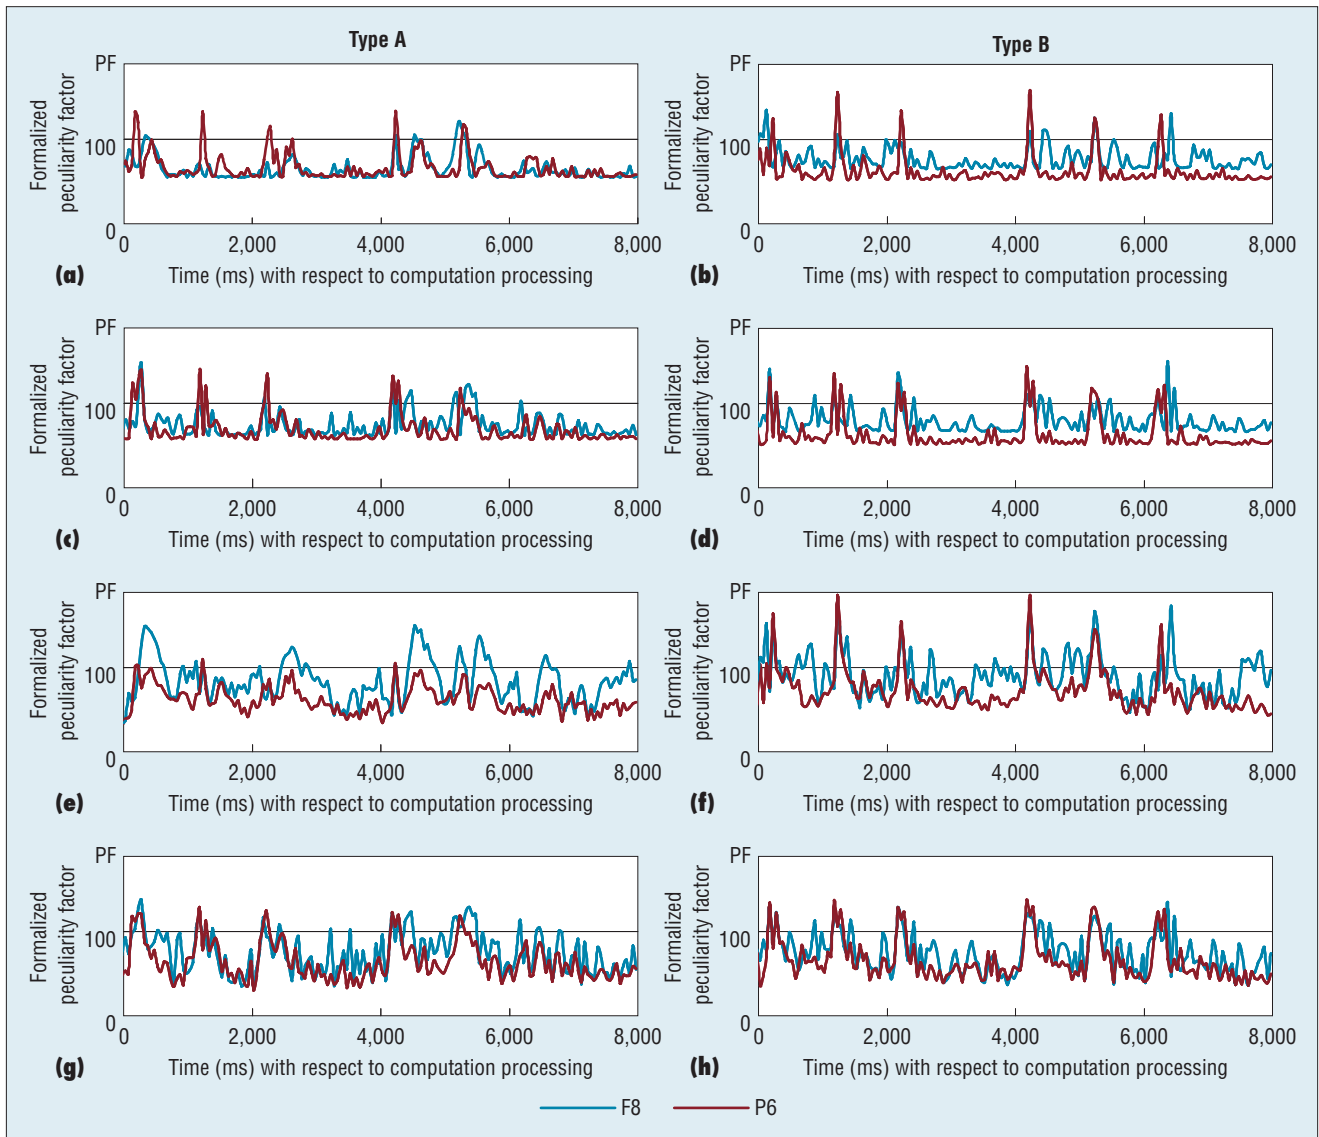 Type A
Type B
PF
100
0
Formalized
peculiarity factor
0 2,000 4,000 6,000 8,000
(a) Time (ms) with respect to computation processing
PF
100
0
Formalized
peculiarity factor
0 2,000 4,000 6,000 8,000
(b) Time (ms) with respect to computation processing
PF
100
0
Formalized
peculiarity factor
0 2,000 4,000 6,000 8,000
(c) Time (ms) with respect to computation processing
PF
100
0
Formalized
peculiarity factor
0 2,000 4,000 6,000 8,000
(d) Time (ms) with respect to computation processing
PF
100
0
Formalized
peculiarity factor
0 2,000 4,000 6,000 8,000
(e) Time (ms) with respect to computation processing
PF
100
0
Formalized
peculiarity factor
0 2,000 4,000 6,000 8,000
(f) Time (ms) with respect to computation processing
PF
100
0
Formalized
peculiarity factor
0 2,000 4,000 6,000 8,000
(g) Time (ms) with respect to computation processing
PF
100
0
Formalized
peculiarity factor
0 2,000 4,000 6,000 8,000
(h) Time (ms) with respect to computation processing
F8 P6